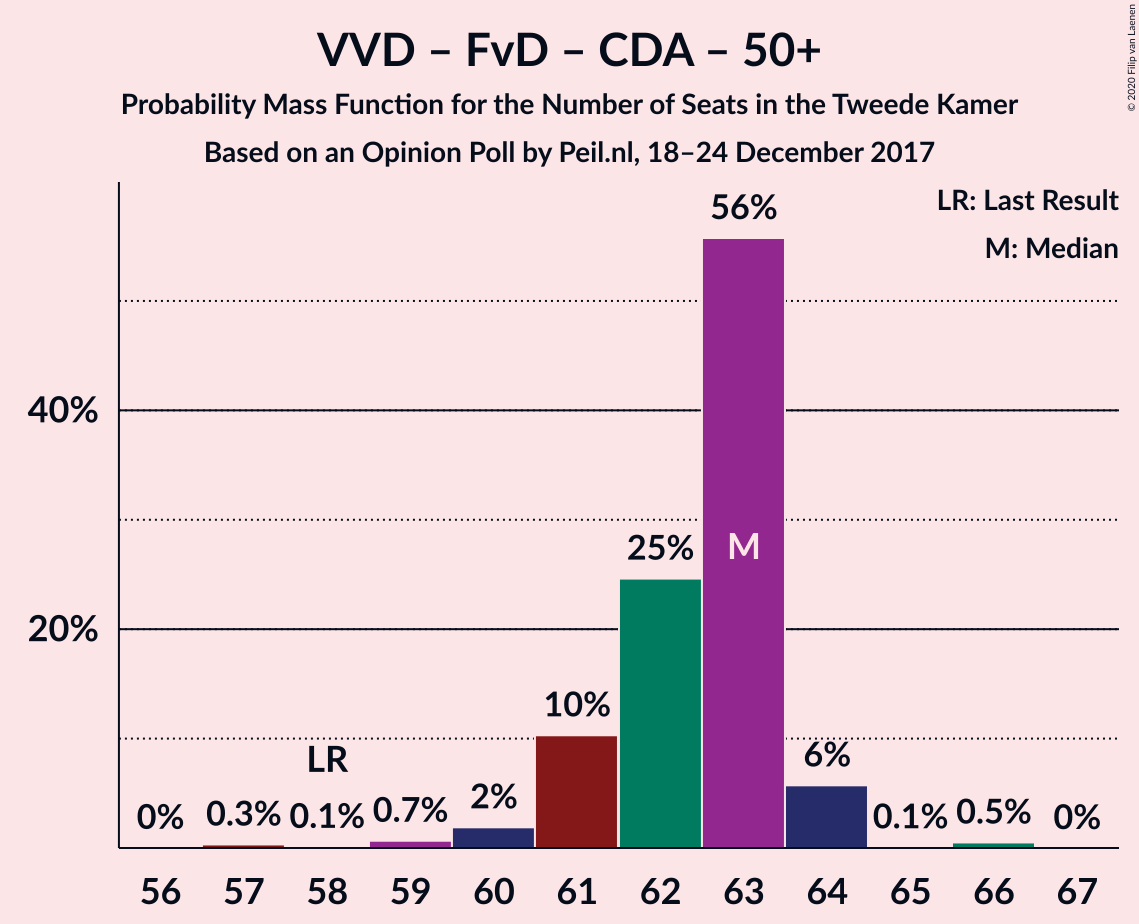 VVD – FvD – CDA – 50+
Probability Mass Function for the Number of Seats in the Tweede Kamer
Based on an Opinion Poll by Peil.nl, 18–24 December 2017
© 2020 Filip van Laenen
LR: Last Result
M: Median
56%
40%
M
25%
20%
10%
LR
6%
2%
0% 0.3% 0.1% 0.7% 0.1% 0.5% 0%
56 57 58 59 60 61 62 63 64 65 66 67